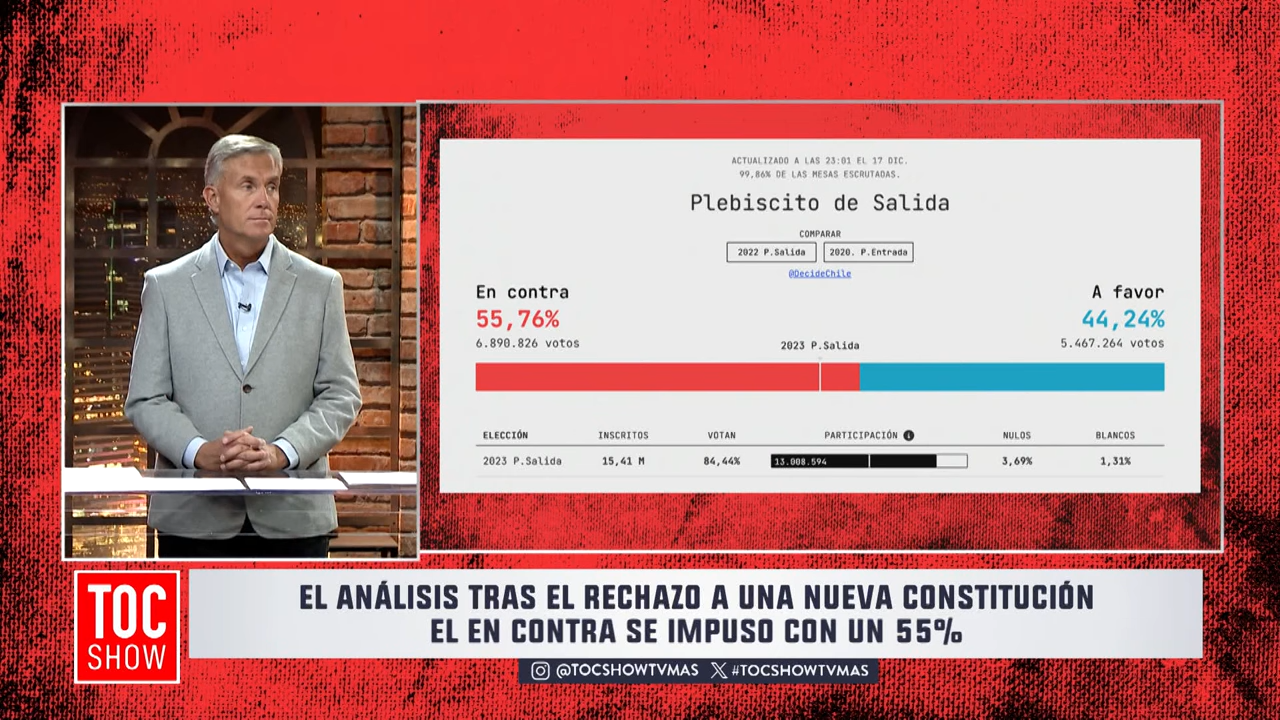 ACTUALIZADO A LAS 23:01 EL 17 DIC.
99,86% DE LAS MESAS ESCRUTADAS.
Plebiscito de Salida
COMPARAR
2022 P.Salida
2020. P.Entrada
@DecideChile
En contra
A favor
55,76%
44,24%
6.890.826 votos
2023 P.Salida
5.467.264 votos
ELECCIÓN INSCRITOS VOTAN PARTICIPACIÓN NULOS BLANCOS
2023 P.Salida 15,41 M 84,44% 13.008.594 3,69% 1,31%
TOC
SHOW
EL ANÁLISIS TRAS EL RECHAZO A UNA NUEVA CONSTITUCIÓN
EL EN CONTRA SE IMPUSO CON UN 55%
@TOCSHOWTVMAS #TOCSHOWTVMAS